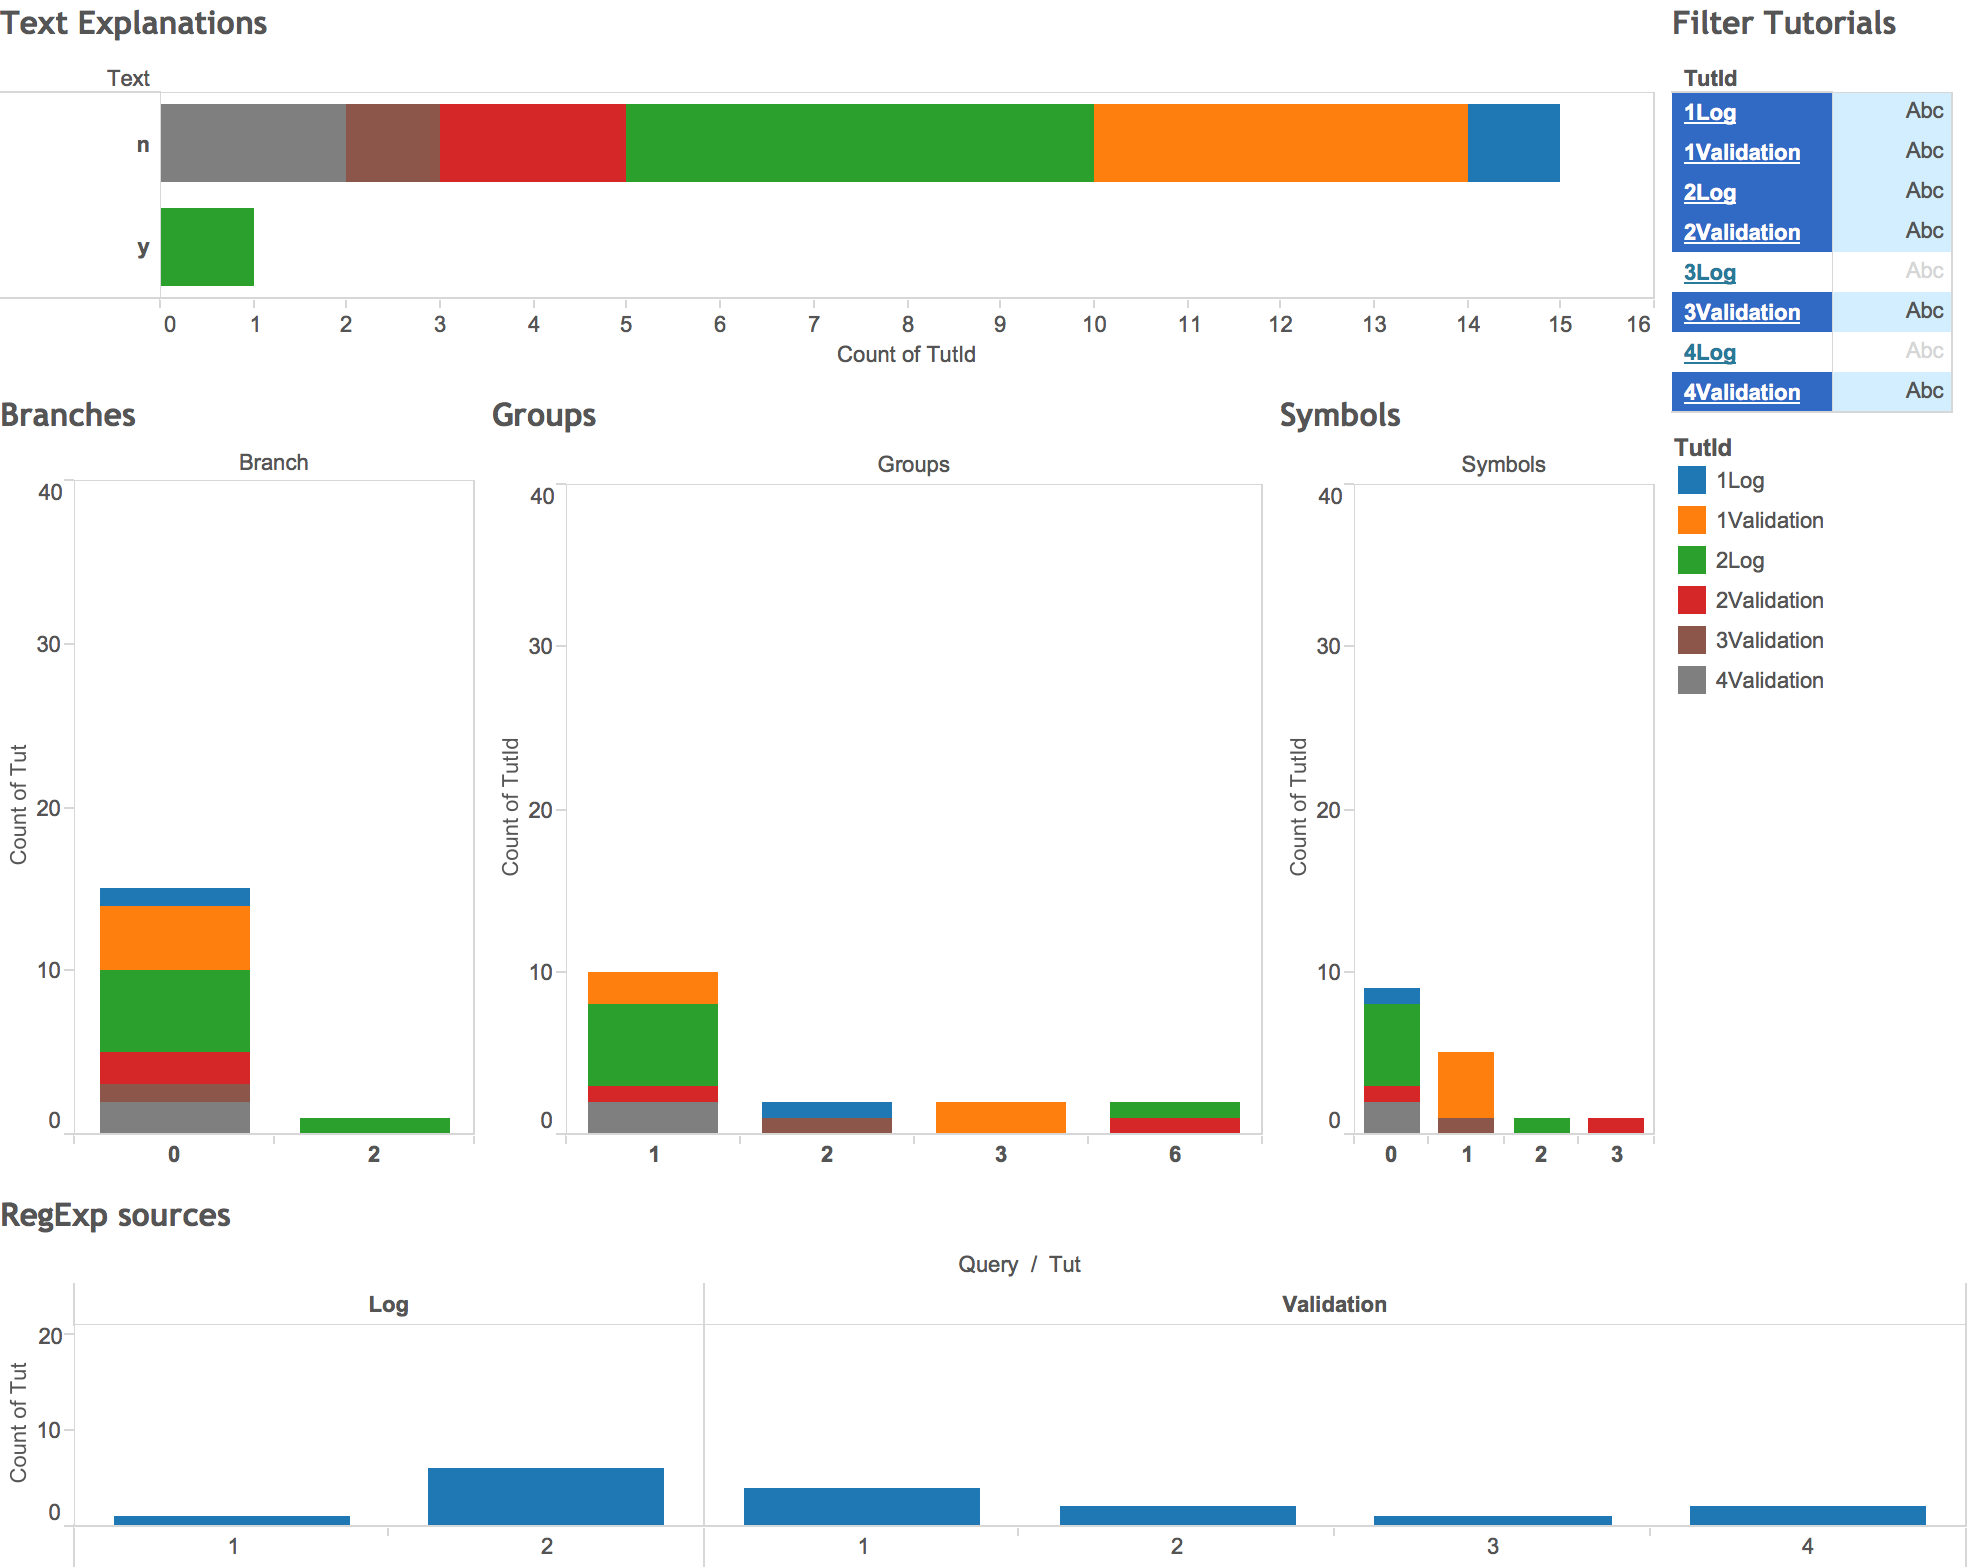 Text Explanations
Text
n
y
0 1 2 3 4 5 6 7 8 9 10 11 12 13 14 15 16
Count of TutId
Filter Tutorials
TutId
1Log Abc
1Validation Abc
2Log Abc
2Validation Abc
3Log Abc
3Validation Abc
4Log Abc
4Validation Abc
TutId
1Log
1Validation
2Log
2Validation
3Validation
4Validation
Branches
Branch
40
30
20
10
0
Count of Tut
0 2
Groups
Groups
40
30
20
10
0
Count of TutId
1 2 3 6
Symbols
Symbols
40
30
20
10
0
Count of TutId
0 1 2 3
RegExp sources
Query / Tut
Log Validation
20
10
0
Count of Tut
1 2 1 2 3 4